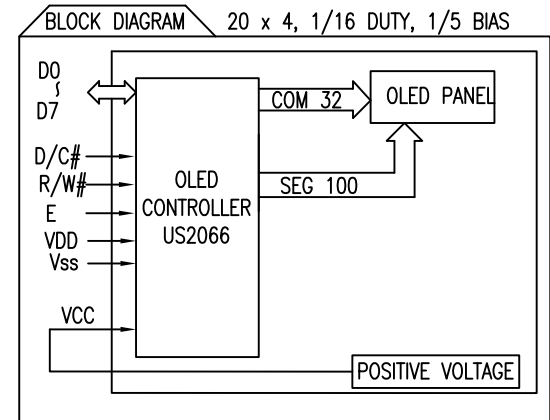 BLOCK DIAGRAM 20 x 4, 1/16 DUTY, 1/5 BIAS
D0
~
D7
COM 32
OLED PANEL
D/C#
R/W#
E
VDD
Vss
OLED
CONTROLLER
US2066
SEG 100
VCC
POSITIVE VOLTAGE